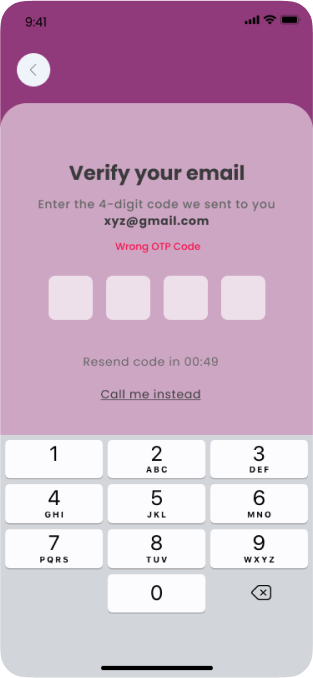 9:41
Verify your email
Enter the 4-digit code we sent to you
xyz@gmail.com
Wrong OTP Code
Resend code in 00:49
Call me instead
1 2 3
ABC DEF
4 5 6
GHI JKL MNO
7 8 9
PQRS TUV WXYZ
0